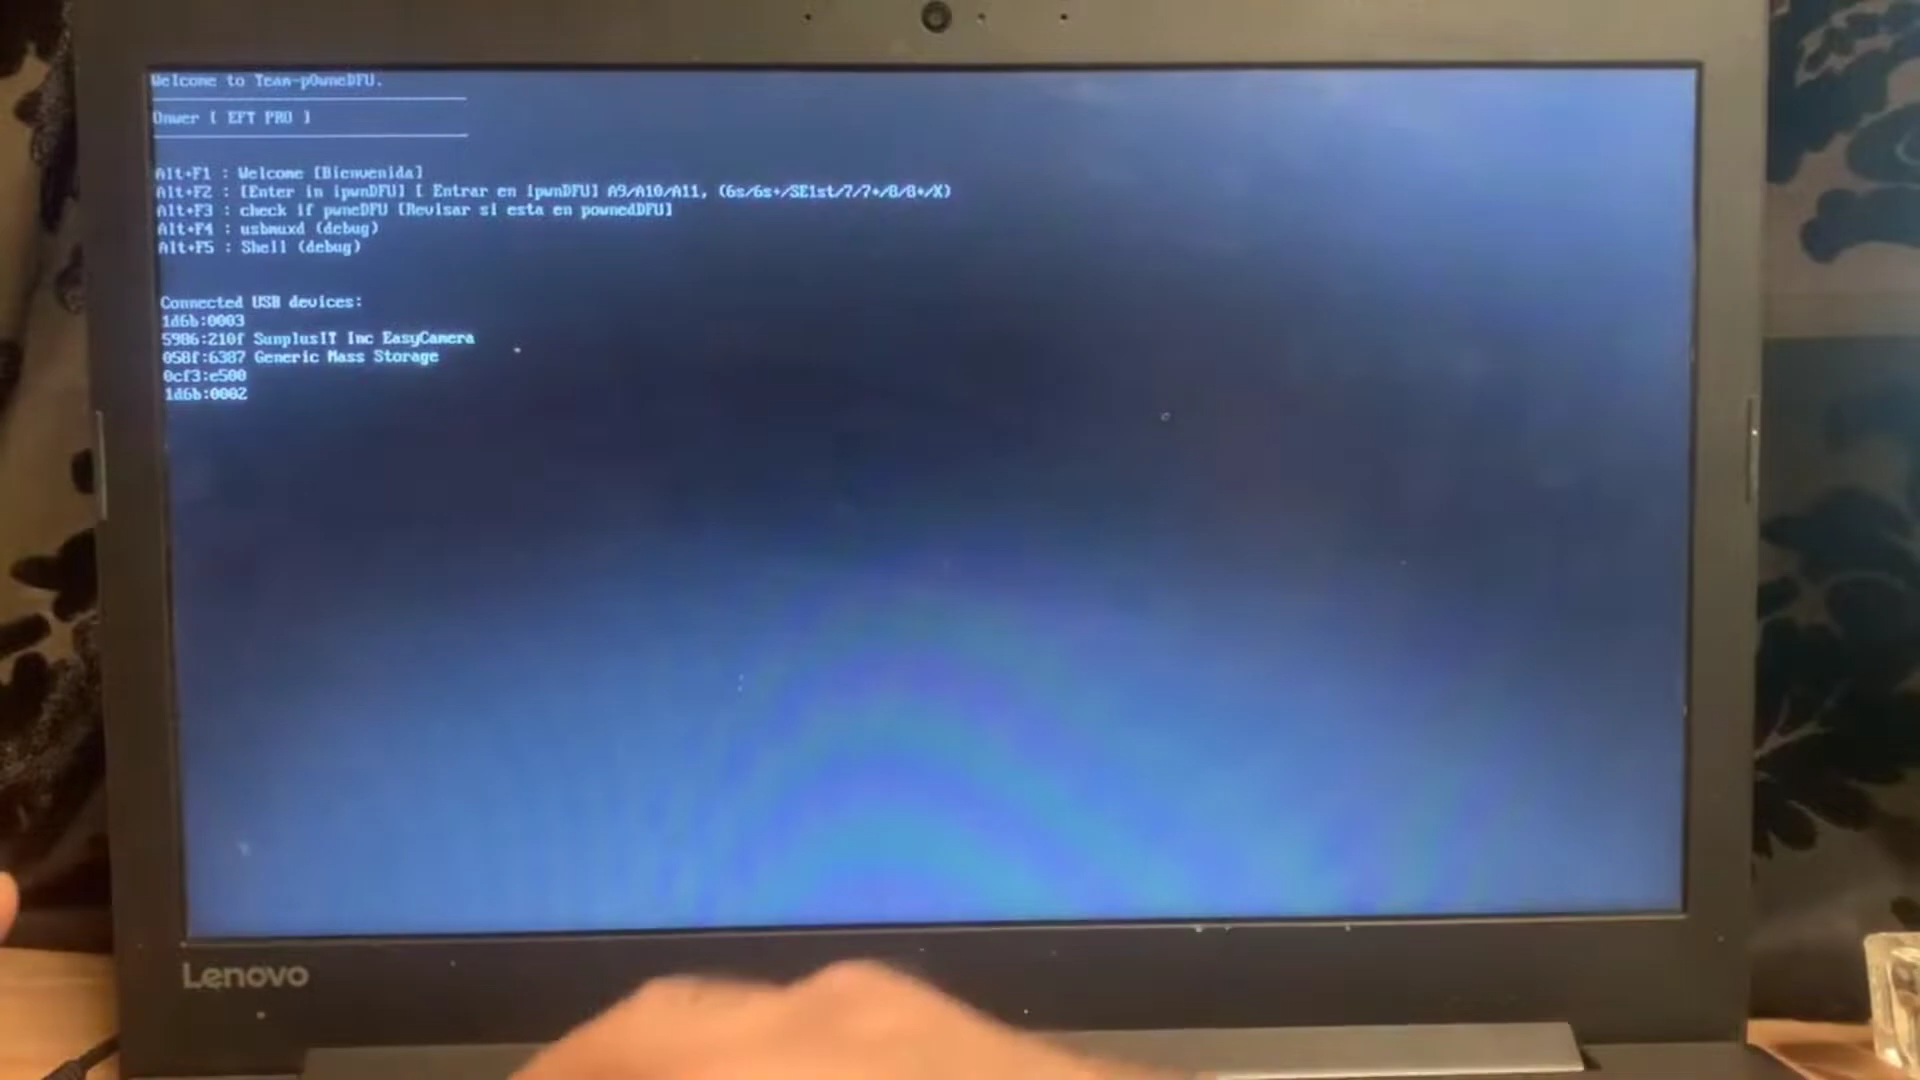 Welcome to Team-pOwneDFU.
Onwer [ EFT PRO ]
Alt+F1 : Welcome [Bienvenida]
Alt+F2 : [Enter in ipwnDFU] [ Entrar en ipwnDFU] A9/A10/A11, (6s/6s+/SE1st/7/7+/8/8+/X)
Alt+F3 : check if pwneDFU [Revisar si esta en pownedDFU]
Alt+F4 : usbmuxd (debug)
Alt+F5 : Shell (debug)
Connected USB devices:
1d6b:0003
5986:210f SunplusIT Inc EasyCamera
058f:6387 Generic Mass Storage
0cf3:e500
1d6b:0002
Lenovo